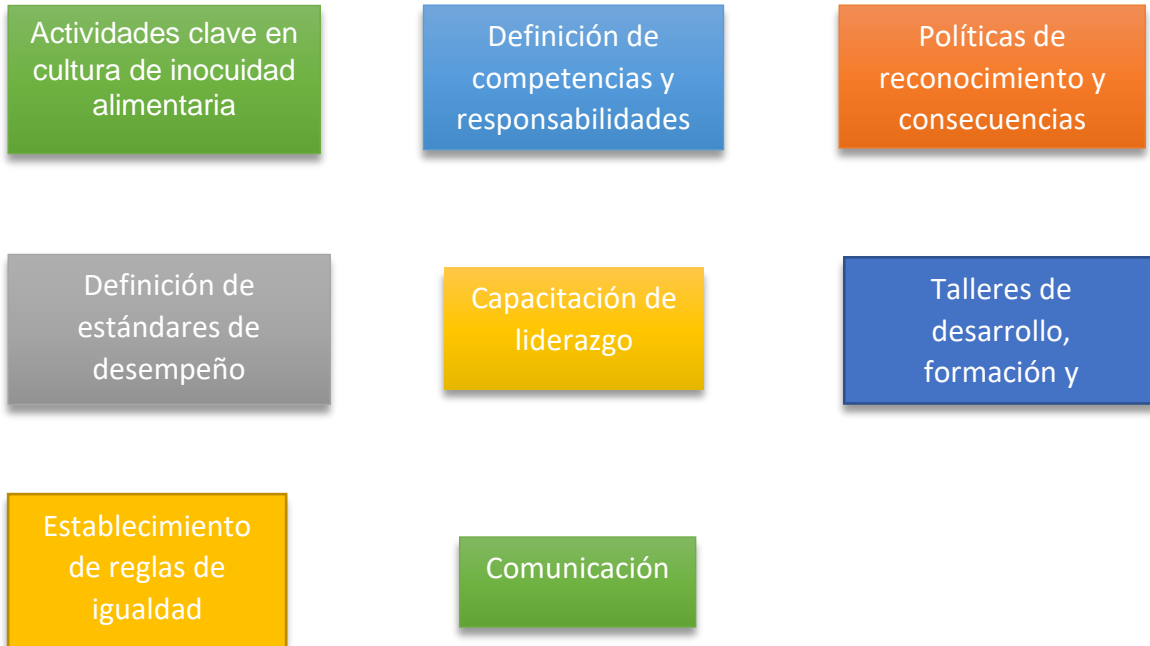 Actividades clave en
cultura de inocuidad
alimentaria
Definición de
competencias y
responsabilidades
Políticas de
reconocimiento y
consecuencias
Definición de
estándares de
desempeño
Capacitación de
liderazgo
Talleres de
desarrollo,
formación y
Establecimiento
de reglas de
igualdad
Comunicación